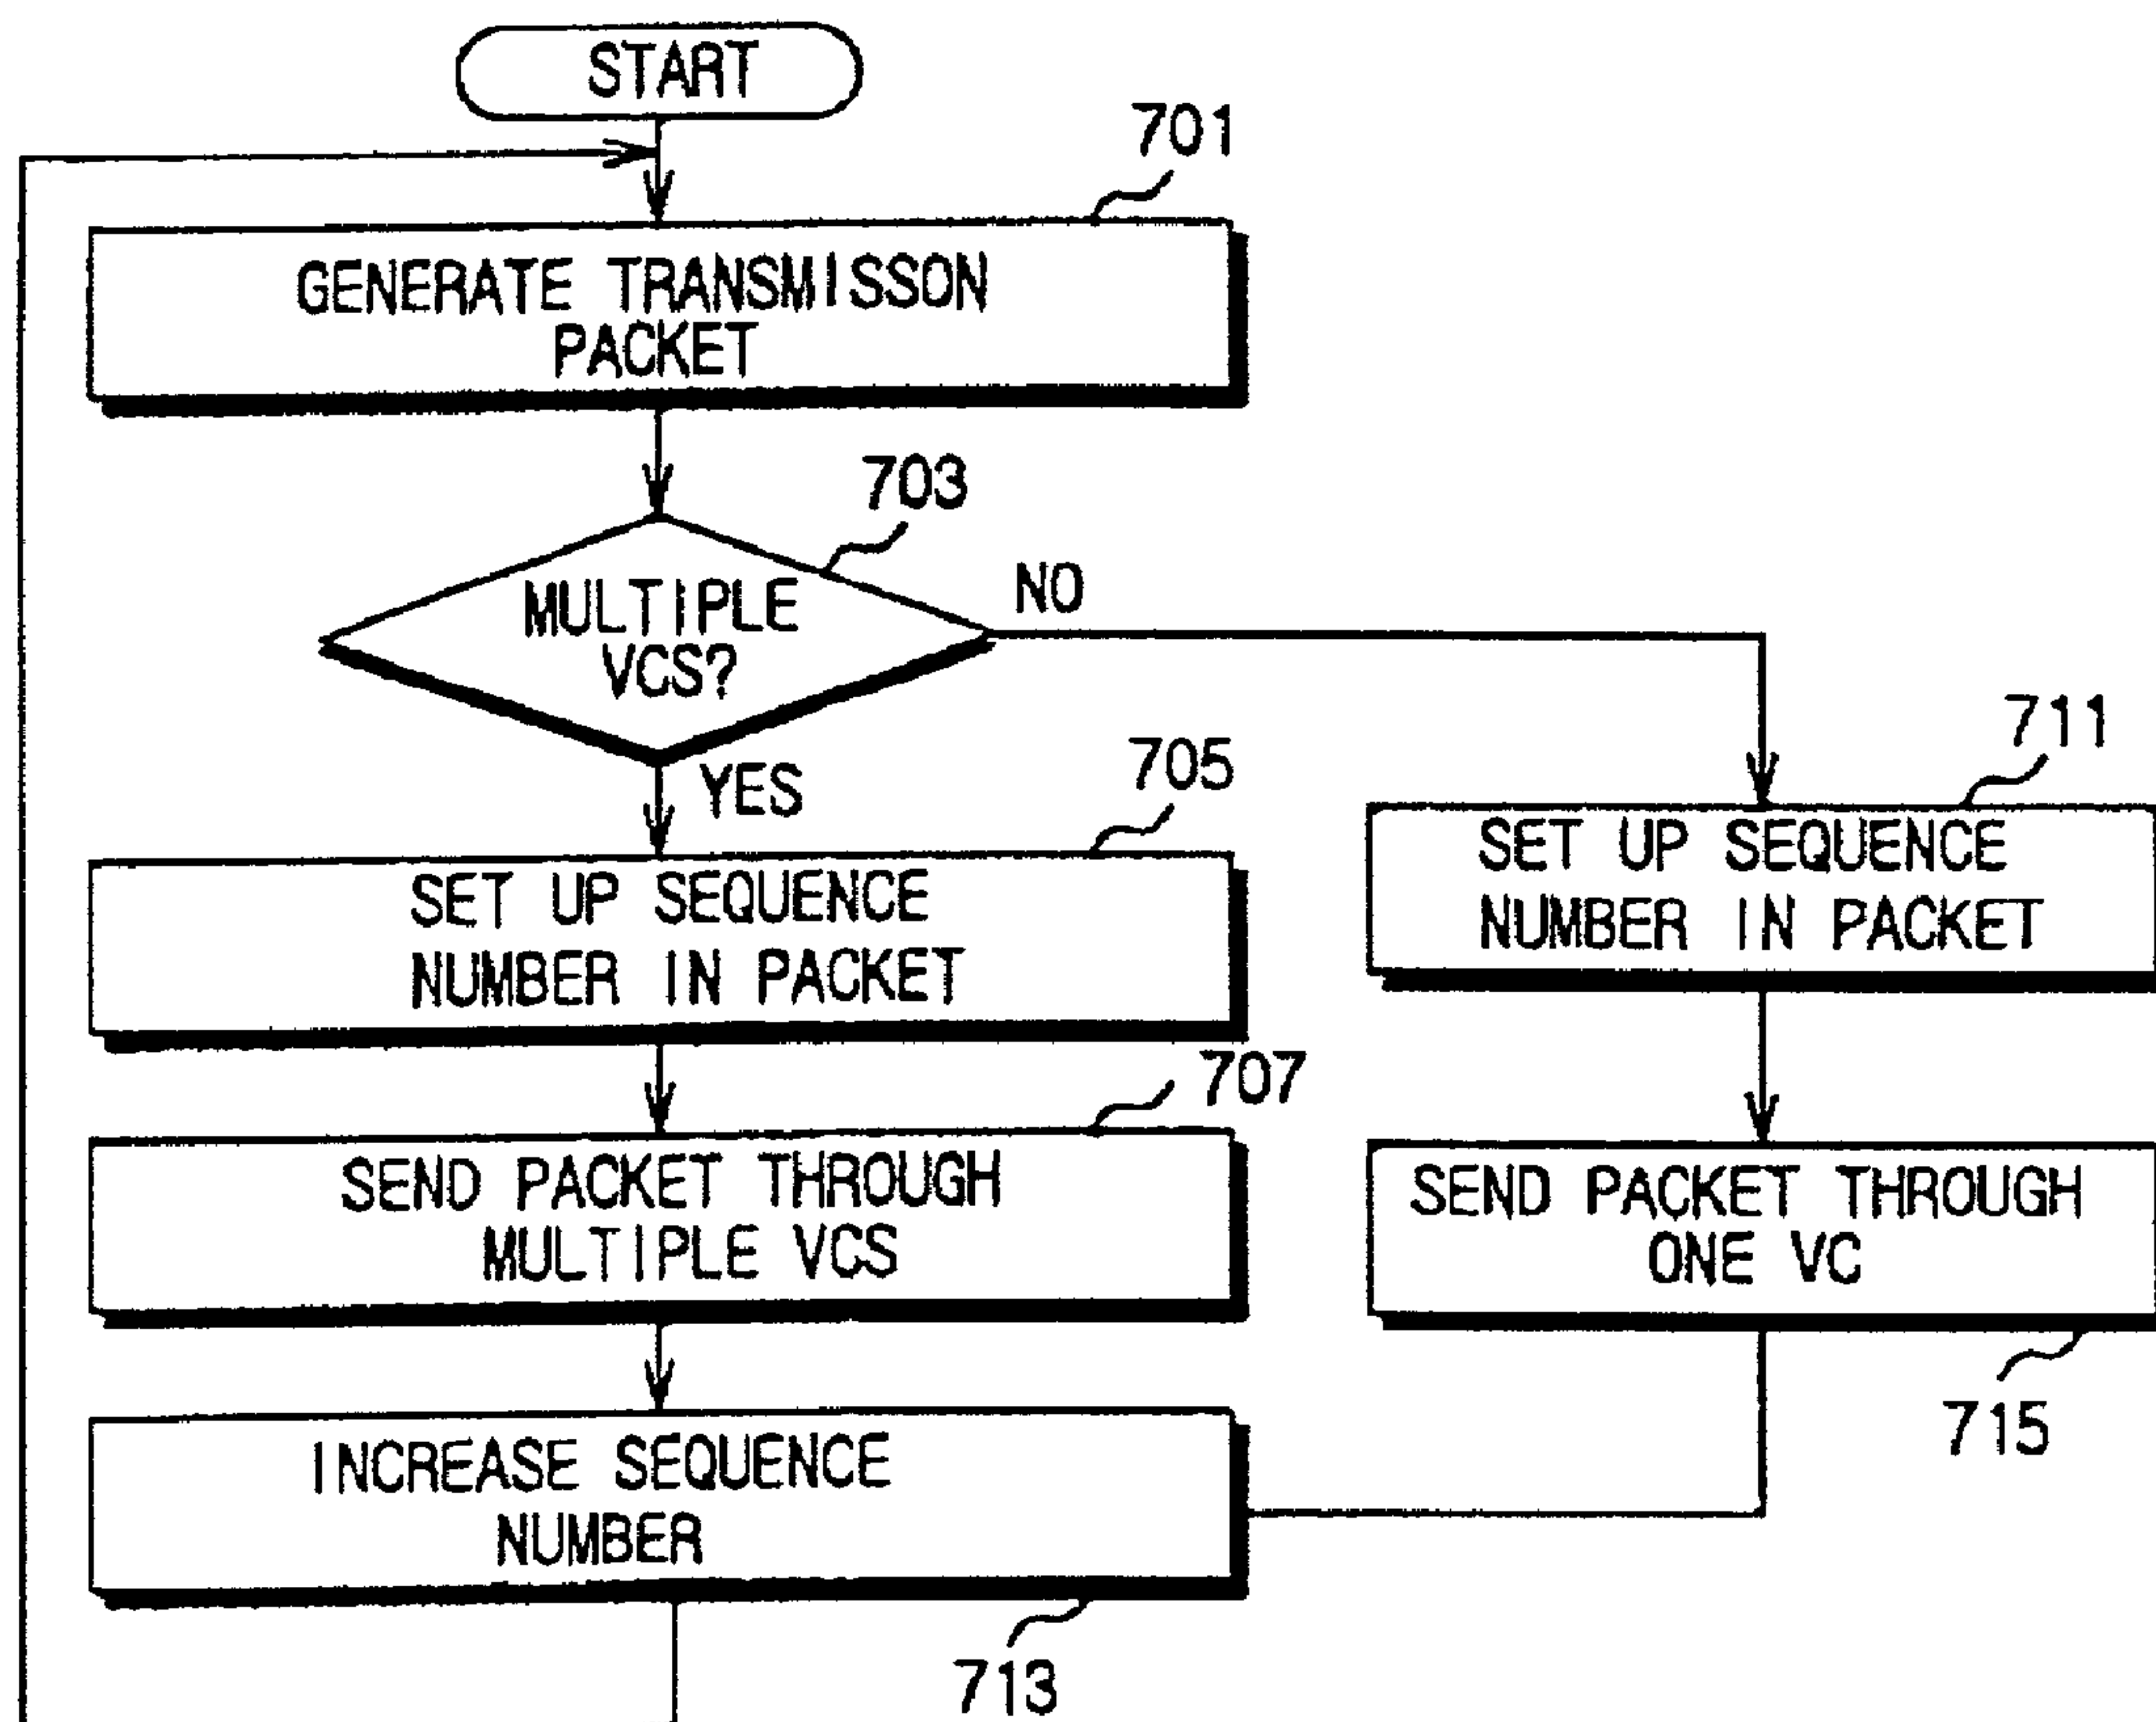 START
701
GENERATE TRANSMISSON
PACKET
703
MULTIPLE
VCS?
NO
YES
705
SET UP SEQUENCE
NUMBER IN PACKET
711
SET UP SEQUENCE
NUMBER IN PACKET
707
SEND PACKET THROUGH
MULTIPLE VCS
SEND PACKET THROUGH
ONE VC
715
INCREASE SEQUENCE
NUMBER
713